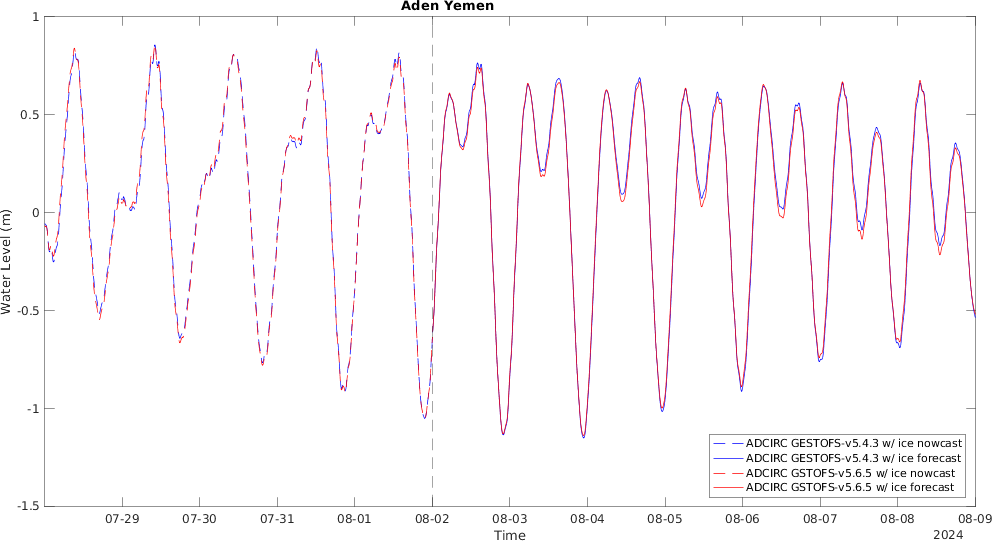 Aden Yemen
1
0.5
0
-0.5
-1
-1.5
Water Level (m)
ADCIRC GESTOFS-v5.4.3 w/ ice nowcast
ADCIRC GESTOFS-v5.4.3 w/ ice forecast
ADCIRC GSTOFS-v5.6.5 w/ ice nowcast
ADCIRC GSTOFS-v5.6.5 w/ ice forecast
07-29 07-30 07-31 08-01 08-02 08-03 08-04 08-05 08-06 08-07 08-08 08-09
Time
2024